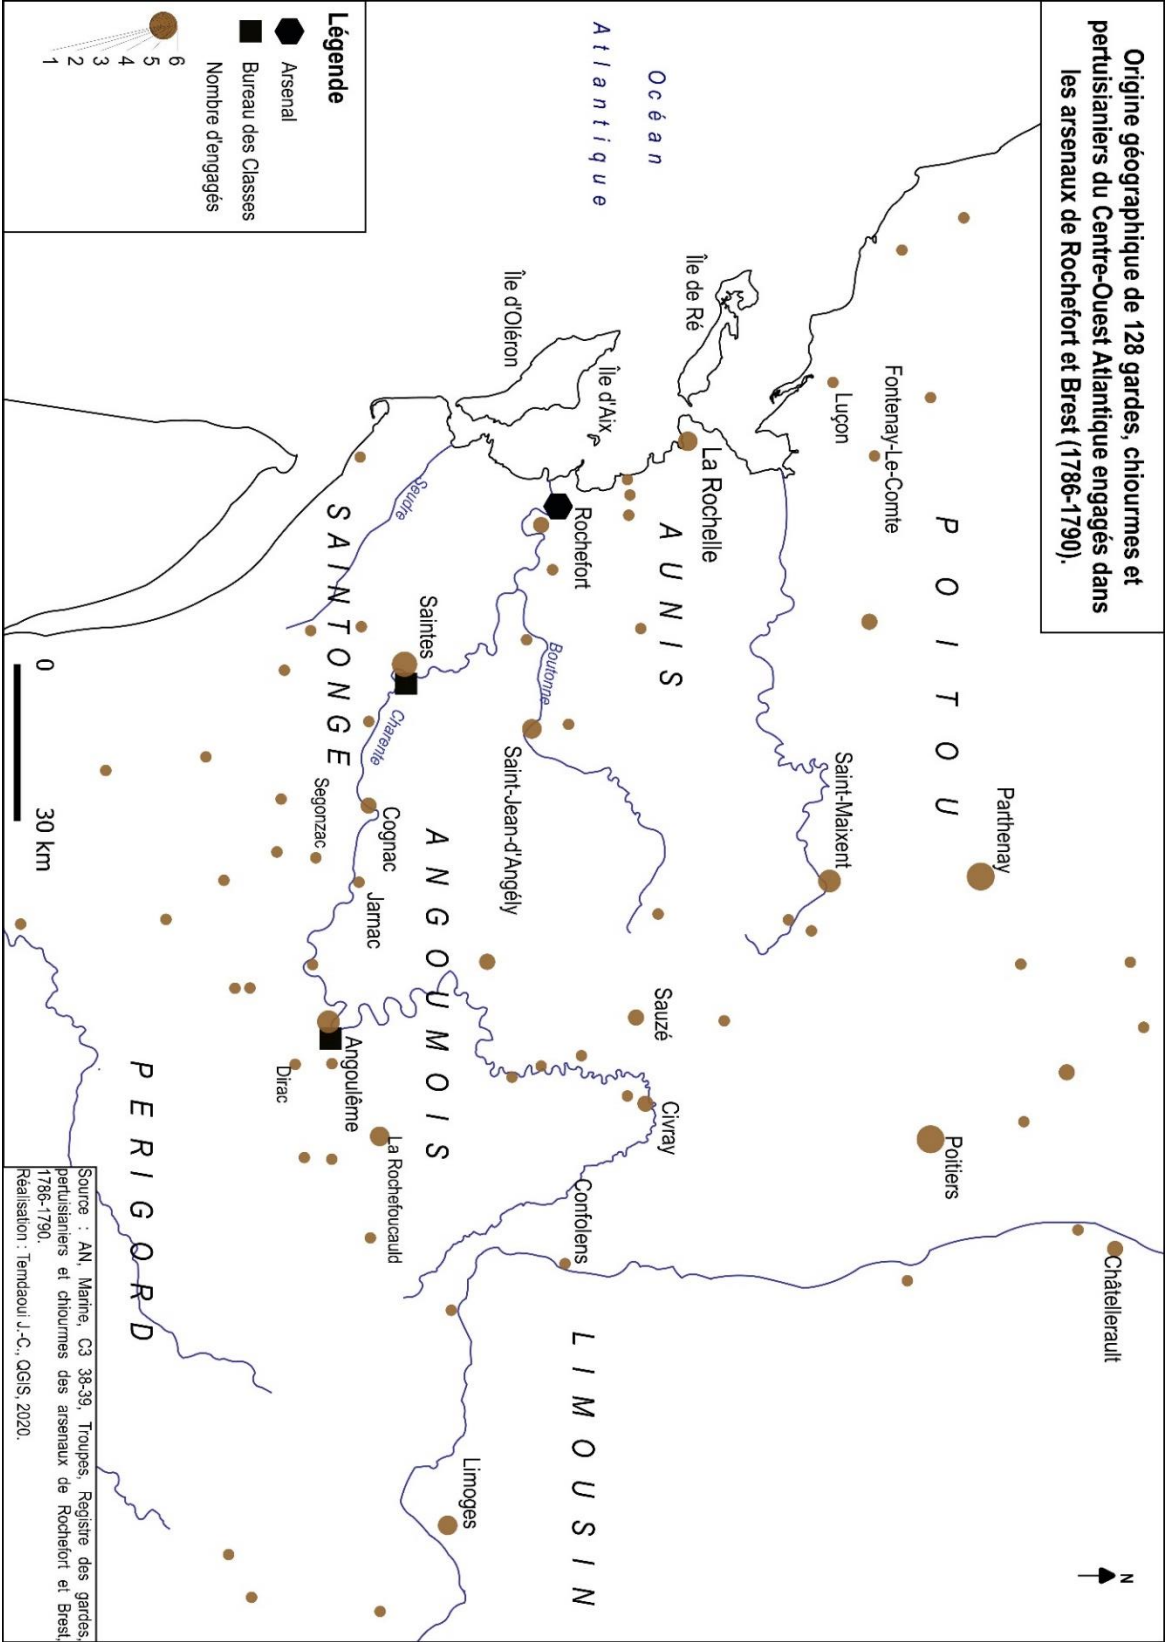 Origine géographique de 128 gardes, chiourmes et
pertuisianiers du Centre-Ouest Atlantique engagés dans
les arsenaux de Rochefort et Brest (1786-1790).
N
Océan
Atlantique
POITOU
Parthenay
Poitiers
Châtellerault
Fontenay-Le-Comte
Luçon
Saint-Maixent
Île de Ré
La Rochelle
AUNIS
Sauzé
Civray
Île d'Aix
Rochefort
Boutonne
Confolens
LIMOUSIN
Île d'Oléron
Saint-Jean-d'Angély
Limoges
Seudre
Saintes
Charente
ANGOUMOIS
Cognac
Jarnac
La Rochefoucauld
SAINTONGE
Segonzac
Angoulême
Dirac
PERIGORD
Légende
Arsenal
Bureau des Classes
Nombre d'engagés
6
5
4
3
2
1
0 30 km
Source : AN, Marine, C3 38-39, Troupes, Registre des gardes,
pertuisianiers et chiourmes des arsenaux de Rochefort et Brest,
1786-1790.
Réalisation : Temdaoui J.-C., QGIS, 2020.